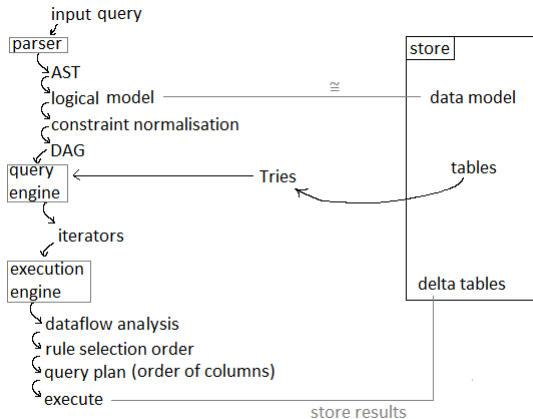 input query
parser
AST
logical model
≅
constraint normalisation
DAG
query
engine
iterators
execution
engine
dataflow analysis
rule selection order
query plan (order of columns)
execute
store results
Tries
store
data model
tables
delta tables